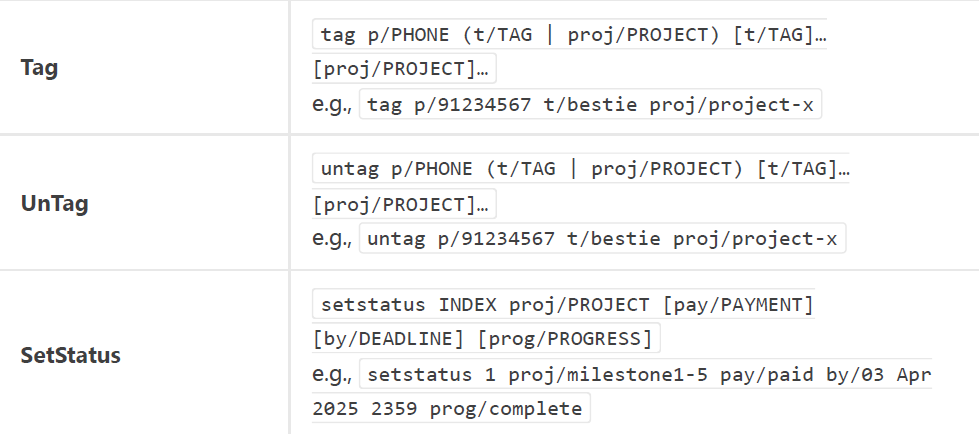 Tag
tag p/PHONE (t/TAG | proj/PROJECT) [t/TAG]…
[proj/PROJECT]…
e.g., tag p/91234567 t/bestie proj/project-x
UnTag
untag p/PHONE (t/TAG | proj/PROJECT) [t/TAG]…
[proj/PROJECT]…
e.g., untag p/91234567 t/bestie proj/project-x
SetStatus
setstatus INDEX proj/PROJECT [pay/PAYMENT]
[by/DEADLINE] [prog/PROGRESS]
e.g., setstatus 1 proj/milestone1-5 pay/paid by/03 Apr
2025 2359 prog/complete